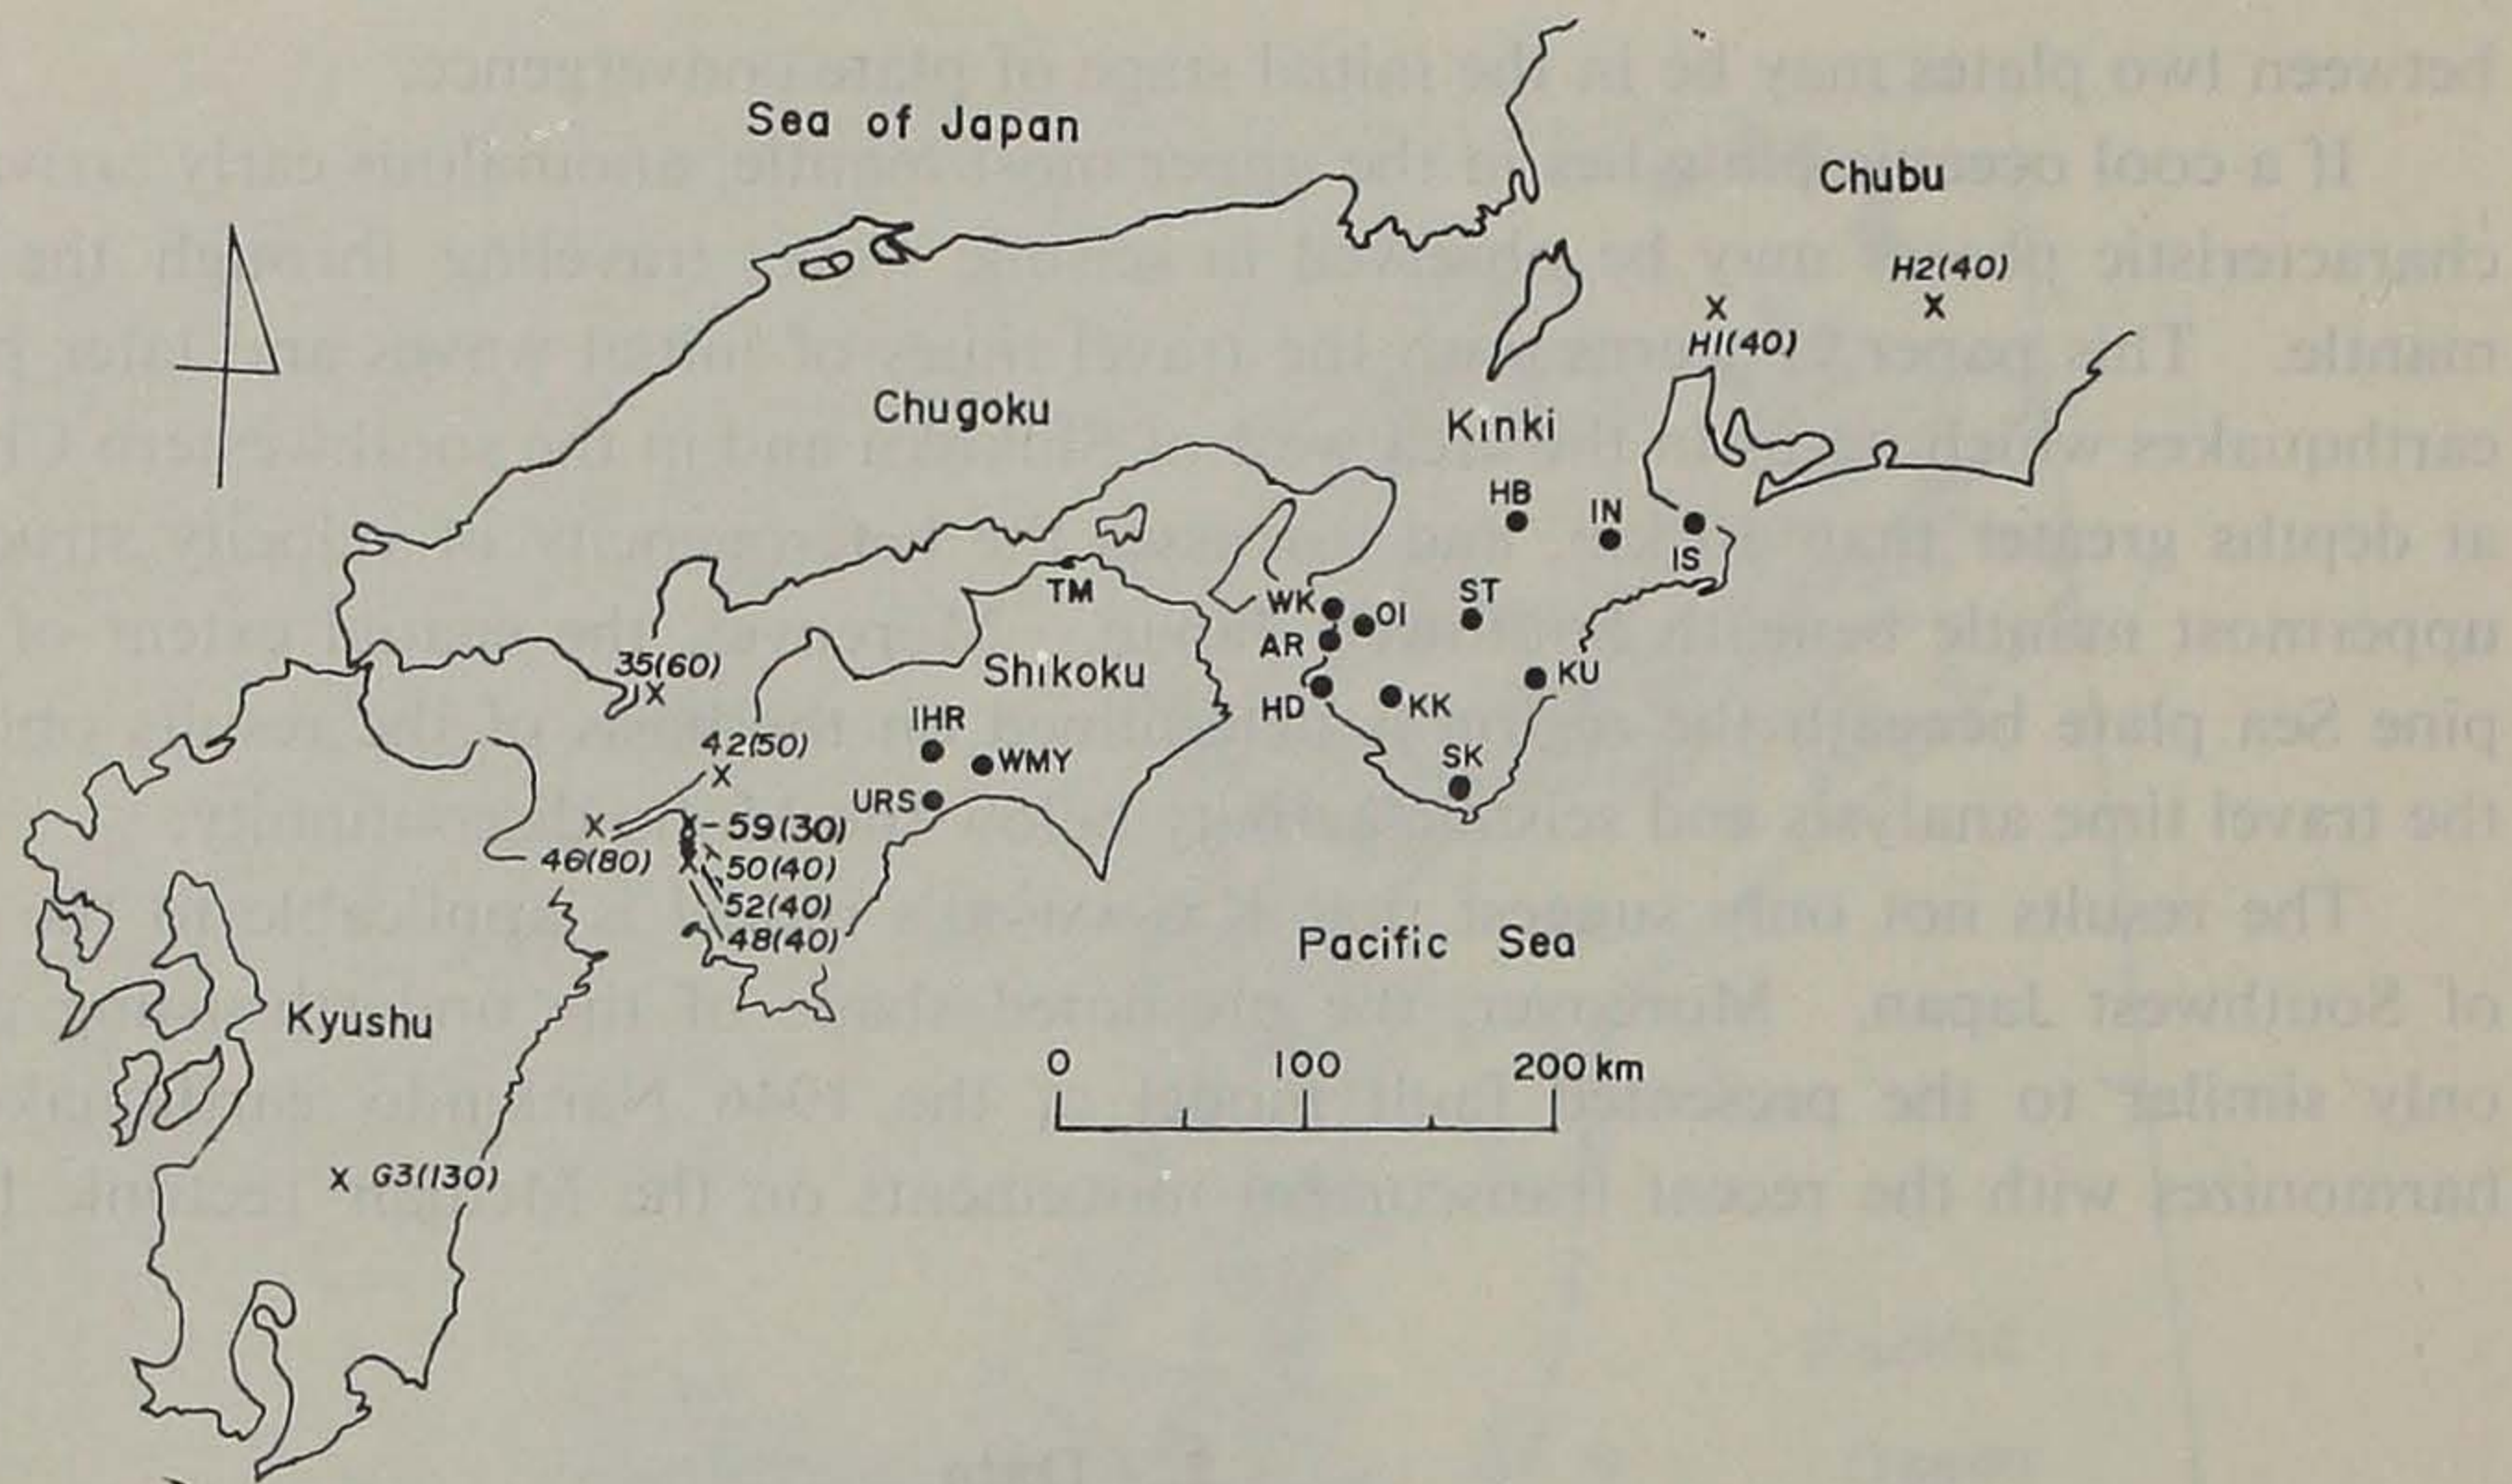 Sea of Japan
Chubu
H2(40)
H1(40)
Chugoku
Kinki
HB
IN
IS
TM
WK
OI
ST
AR
35(60)
Shikoku
KU
HD
KK
IHR
42(50)
WMY
SK
URS
59(30)
46(80)
50(40)
52(40)
48(40)
Pacific Sea
Kyushu
0 100 200 km
G3(130)